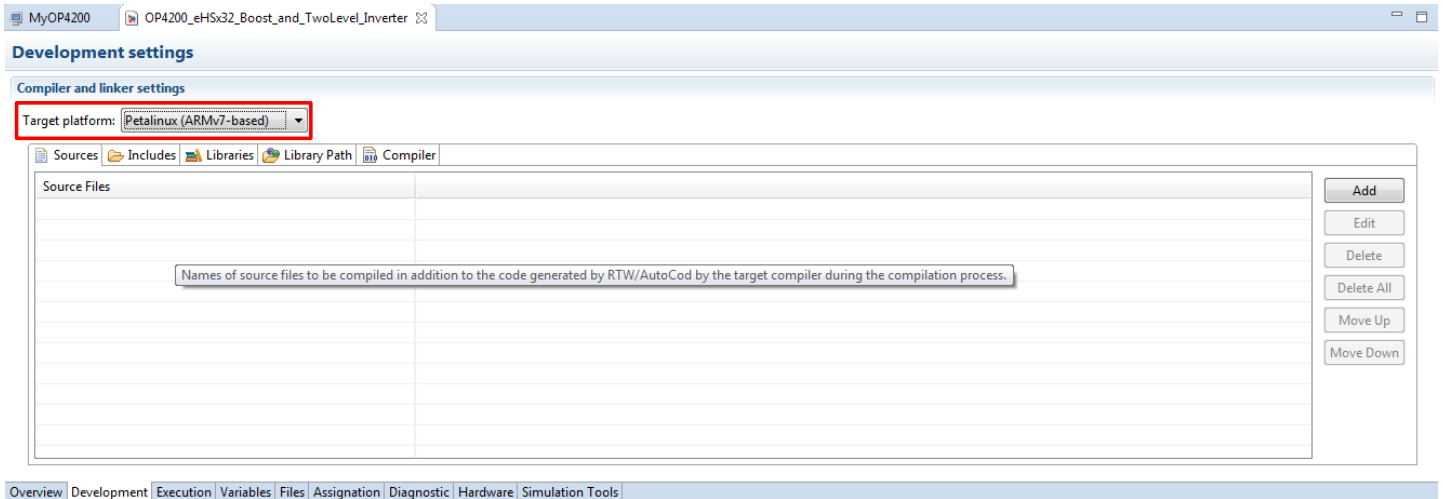 MyOP4200 OP4200_eHSx32_Boost_and_TwoLevel_Inverter
Development settings
Compiler and linker settings
Target platform: Petalinux (ARMv7-based)
Sources Includes Libraries Library Path Compiler
Source Files
Add
Edit
Names of source files to be compiled in addition to the code generated by RTW/AutoCod by the target compiler during the compilation process.
Delete
Delete All
Move Up
Move Down
Overview Development Execution Variables Files Assignation Diagnostic Hardware Simulation Tools